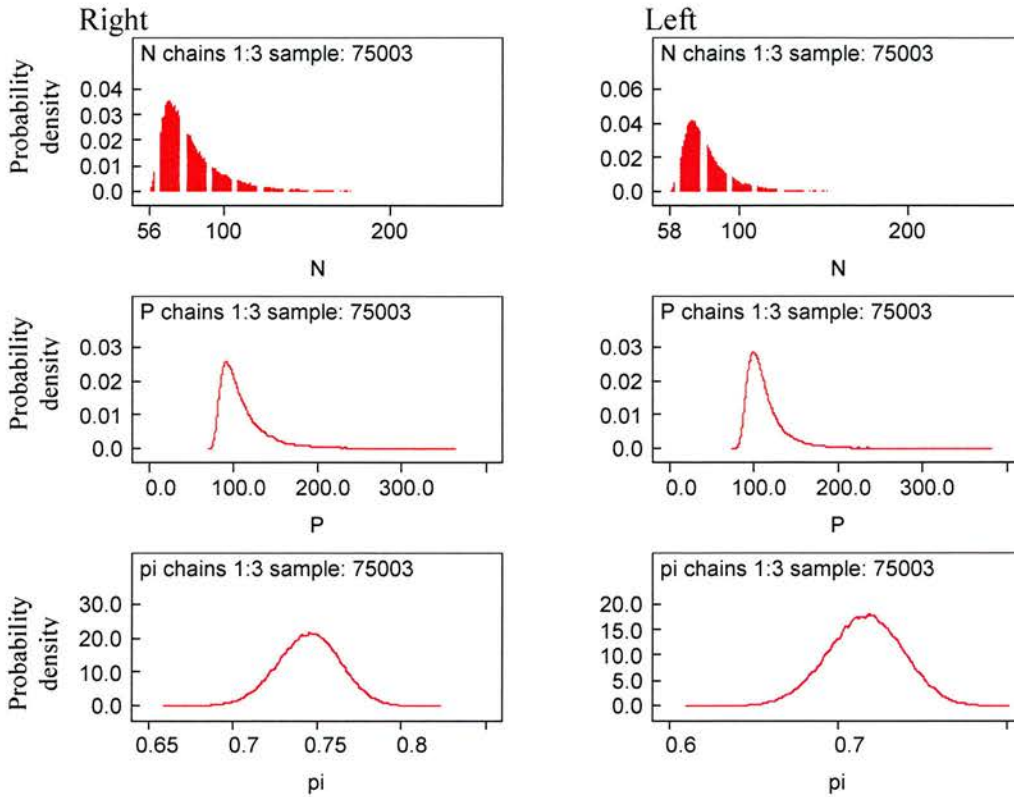 Right
Left
N chains 1:3 sample: 75003
Probability
density
0.04
0.03
0.02
0.01
0.0
56
100
200
N
N chains 1:3 sample: 75003
0.06
0.04
0.02
0.0
58
100
200
N
P chains 1:3 sample: 75003
Probability
density
0.03
0.02
0.01
0.0
0.0
100.0
200.0
300.0
P
P chains 1:3 sample: 75003
0.03
0.02
0.01
0.0
0.0
100.0
200.0
300.0
P
pi chains 1:3 sample: 75003
Probability
density
30.0
20.0
10.0
0.0
0.65
0.7
0.75
0.8
pi
pi chains 1:3 sample: 75003
20.0
15.0
10.0
5.0
0.0
0.6
0.7
pi